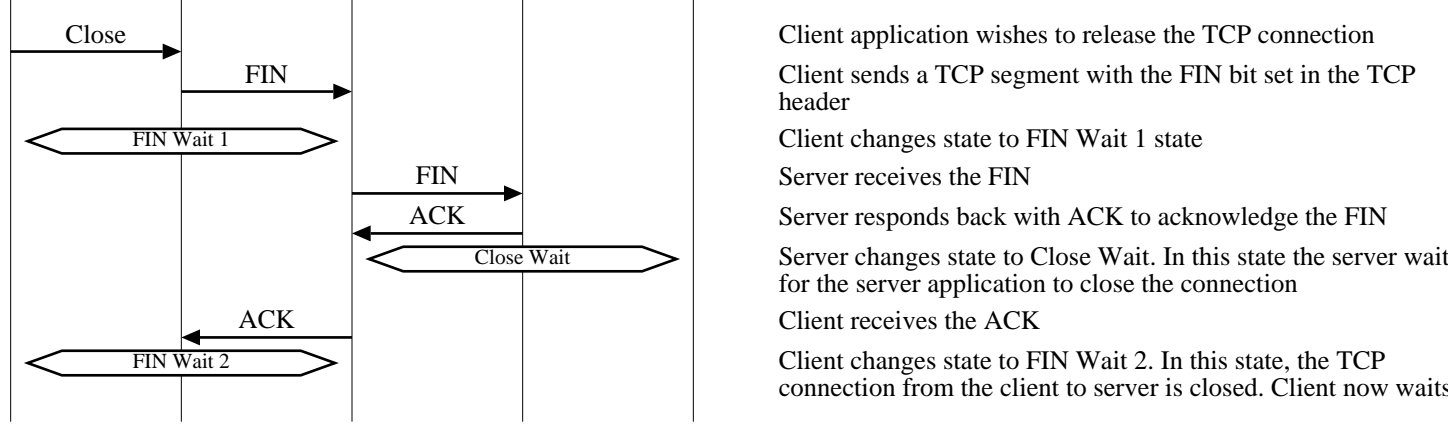 Close
Client application wishes to release the TCP connection
FIN
Client sends a TCP segment with the FIN bit set in the TCP
header
FIN Wait 1
Client changes state to FIN Wait 1 state
FIN
Server receives the FIN
ACK
Server responds back with ACK to acknowledge the FIN
Close Wait
Server changes state to Close Wait. In this state the server wait
for the server application to close the connection
ACK
Client receives the ACK
FIN Wait 2
Client changes state to FIN Wait 2. In this state, the TCP
connection from the client to server is closed. Client now waits